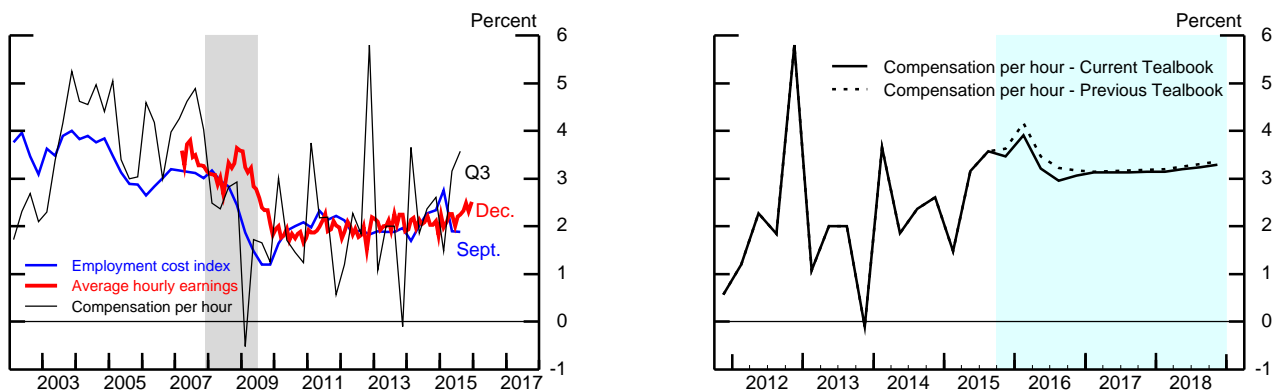 Percent
6
5
4
3
2
1
0
-1
Q3
Dec.
Sept.
Employment cost index
Average hourly earnings
Compensation per hour
2003 2005 2007 2009 2011 2013 2015 2017
Percent
6
5
4
3
2
1
0
-1
Compensation per hour - Current Tealbook
Compensation per hour - Previous Tealbook
2012 2013 2014 2015 2016 2017 2018